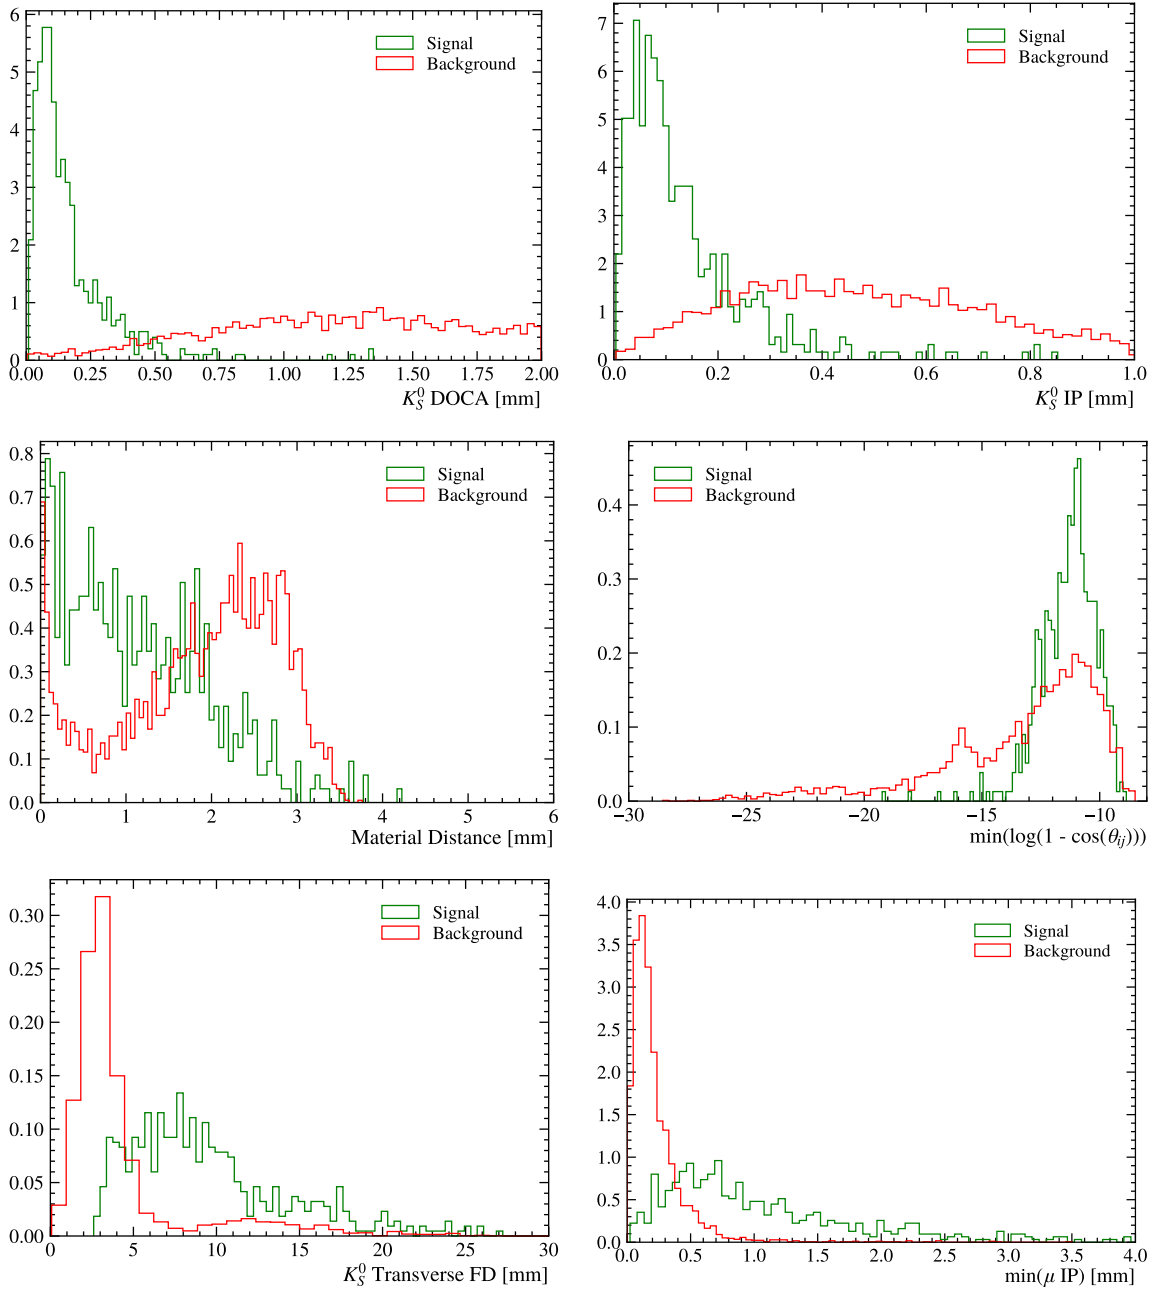 6
5
4
3
2
1
0
0.00 0.25 0.50 0.75 1.00 1.25 1.50 1.75 2.00
Signal
Background
K_S^0 DOCA [mm]
7
6
5
4
3
2
1
0
0.0 0.2 0.4 0.6 0.8 1.0
Signal
Background
K_S^0 IP [mm]
0.8
0.7
0.6
0.5
0.4
0.3
0.2
0.1
0.0
0 1 2 3 4 5 6
Signal
Background
Material Distance [mm]
0.4
0.3
0.2
0.1
0.0
−30 −25 −20 −15 −10
Signal
Background
min(log(1 - cos(θ_ij)))
0.30
0.25
0.20
0.15
0.10
0.05
0.00
0 5 10 15 20 25 30
Signal
Background
K_S^0 Transverse FD [mm]
4.0
3.5
3.0
2.5
2.0
1.5
1.0
0.5
0.0
0.0 0.5 1.0 1.5 2.0 2.5 3.0 3.5 4.0
Signal
Background
min(μ IP) [mm]